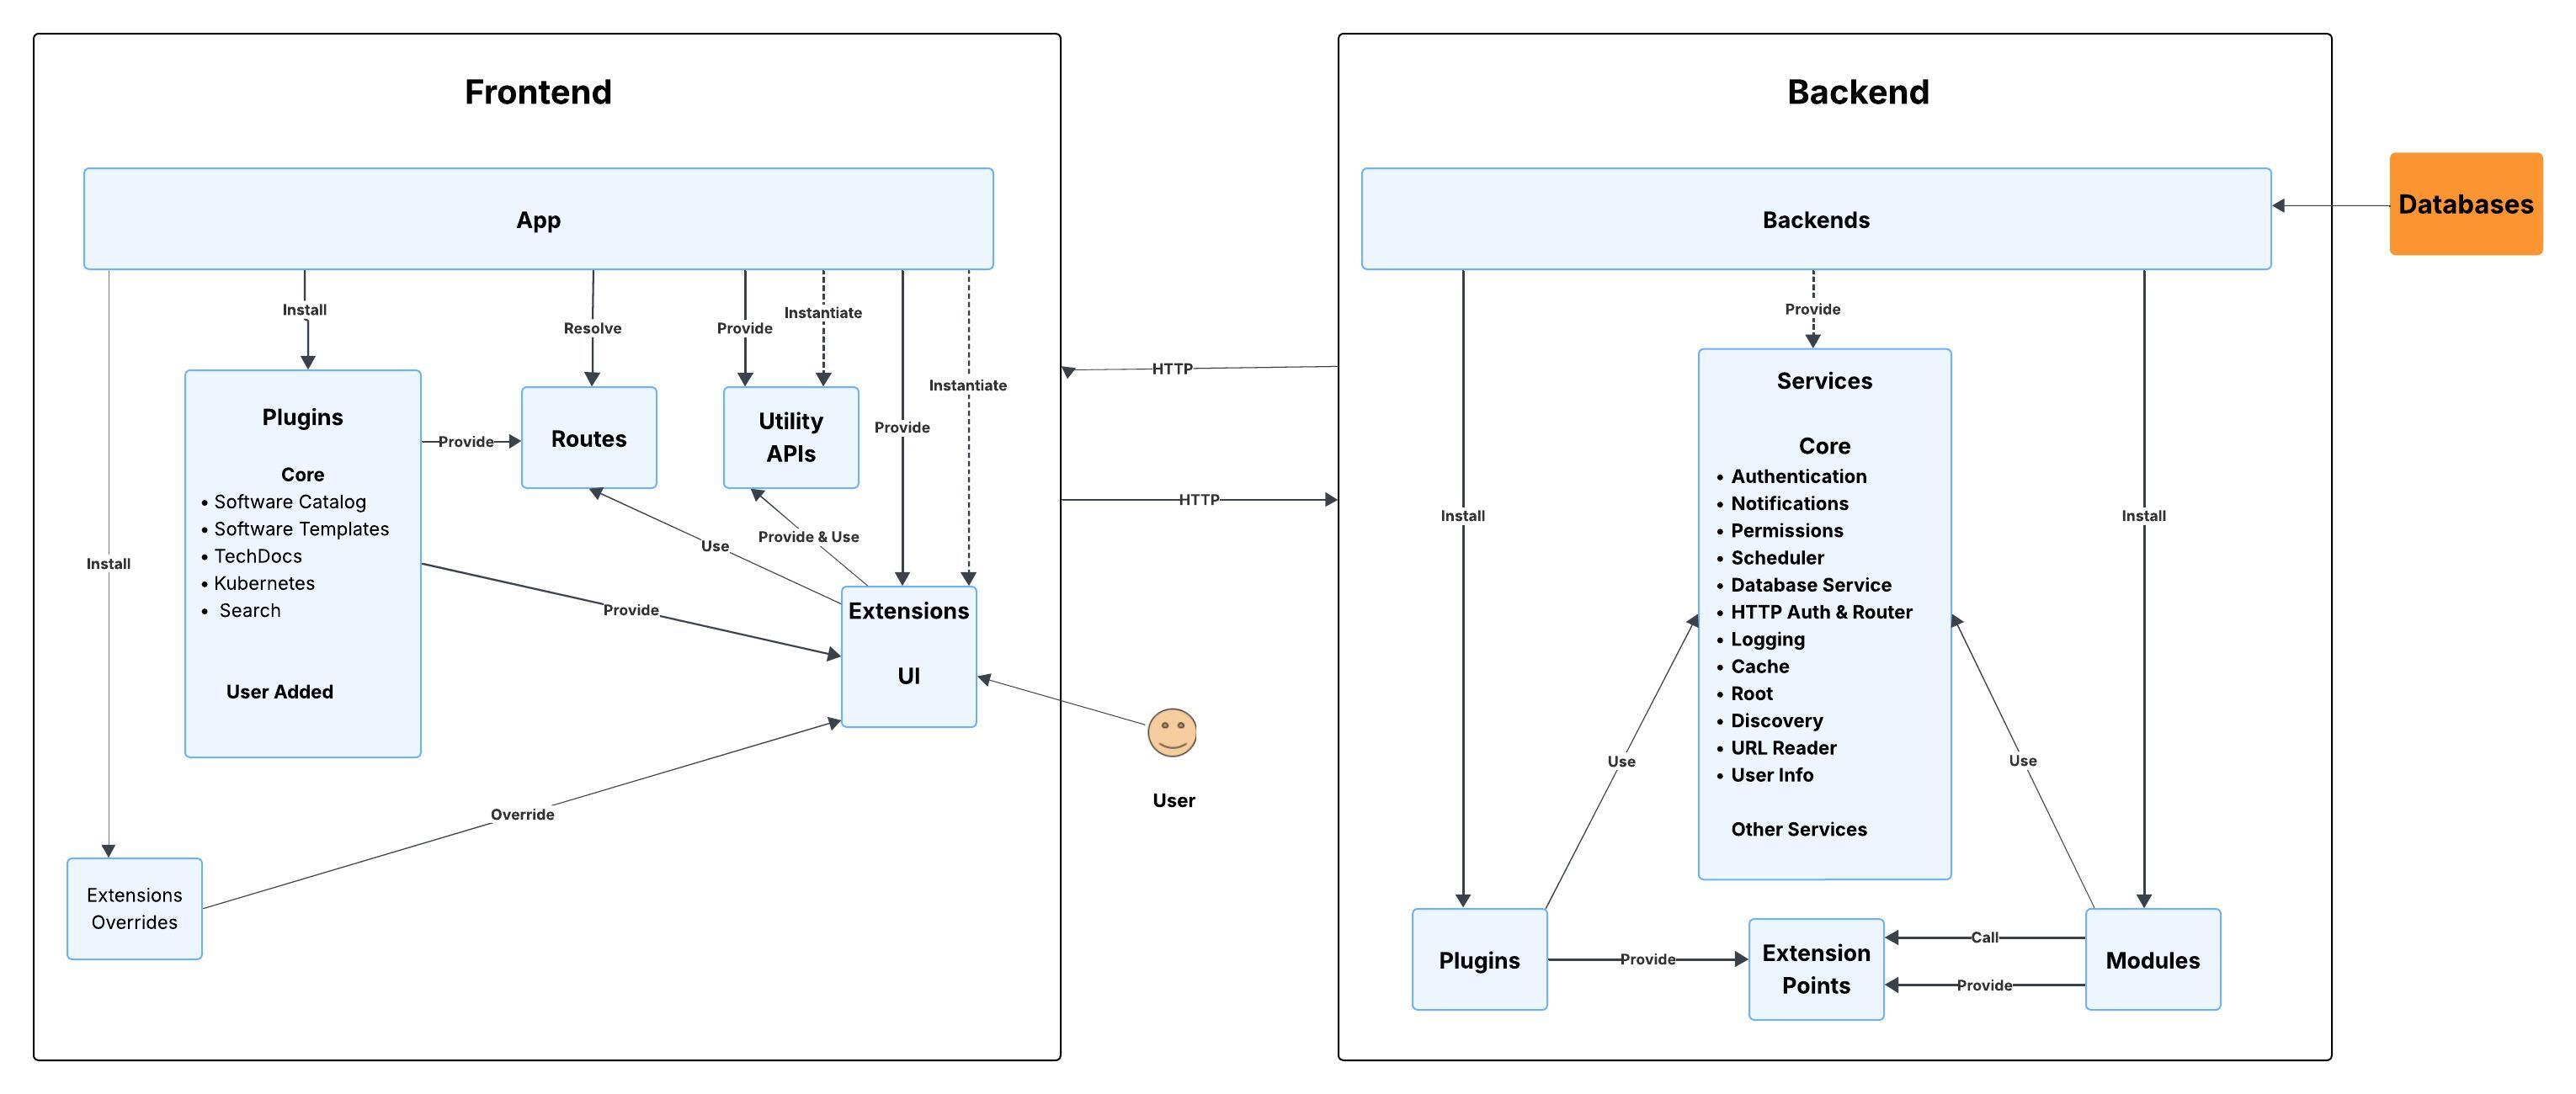 Frontend
App
Install
Resolve
Provide
Instantiate
Instantiate
Provide
Plugins
Core
• Software Catalog
• Software Templates
• TechDocs
• Kubernetes
• Search
User Added
Provide
Routes
Utility
APIs
Use
Provide & Use
Install
Provide
Extensions
UI
Override
Extensions
Overrides
HTTP
HTTP
User
Backend
Backends
Databases
Install
Provide
Install
Services
Core
• Authentication
• Notifications
• Permissions
• Scheduler
• Database Service
• HTTP Auth & Router
• Logging
• Cache
• Root
• Discovery
• URL Reader
• User Info
Other Services
Use
Use
Plugins
Provide
Extension
Points
Call
Provide
Modules